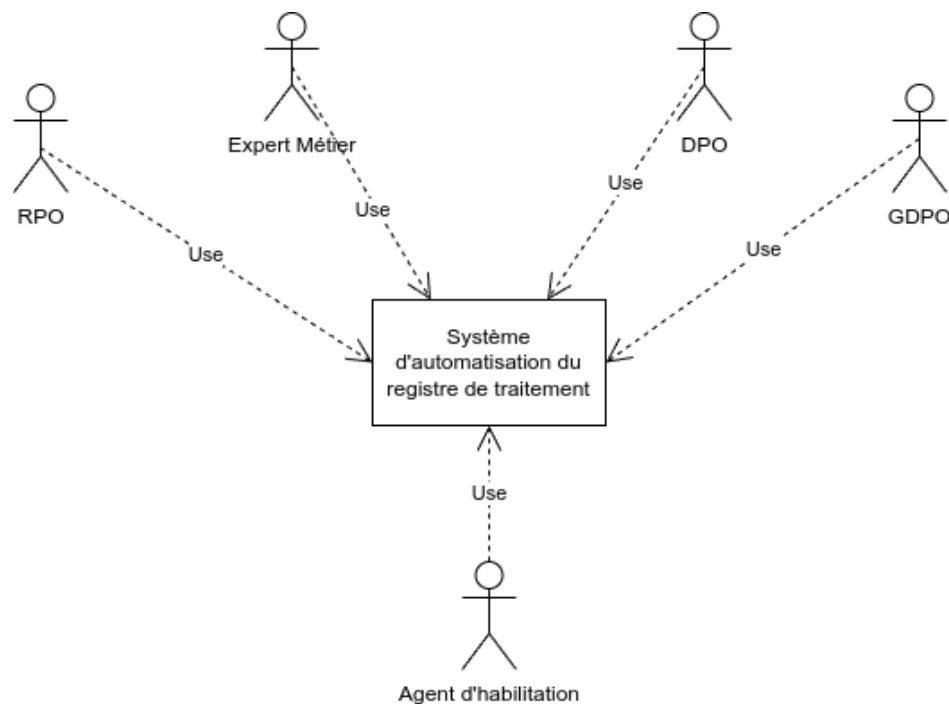 Expert Métier
DPO
RPO
GDPO
Use
Use
Use
Use
Système
d'automatisation du
registre de traitement
Use
Agent d'habilitation